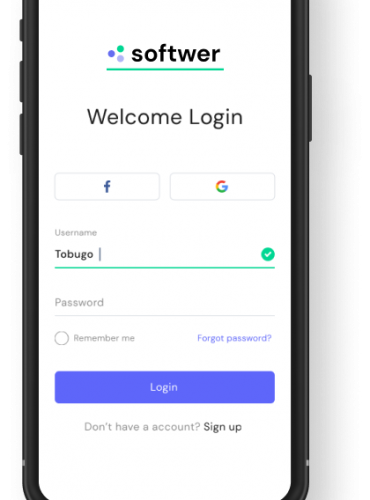 softwer
Welcome Login
Username
Tobugo
Password
Remember me
Forgot password?
Login
Don't have a account? Sign up